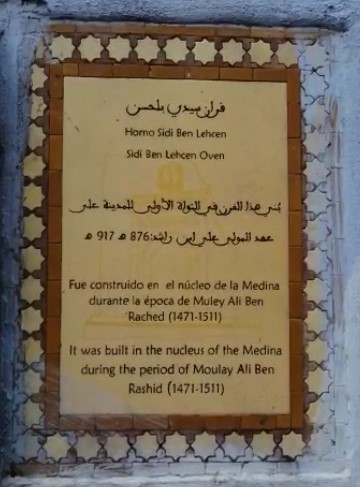 فران سيدي بلحسن
Horno Sidi Ben Lehcen
Sidi Ben Lehcen Oven
بني هذا الفرن في النواة الأولى للمدينة على
عهد المولى علي ابن راشد:876 ه 917 ه
Fue construido en el núcleo de la Medina
durante la época de Muley Ali Ben
Rached (1471-1511)
It was built in the nucleus of the Medina
during the period of Moulay Ali Ben
Rashid (1471-1511)